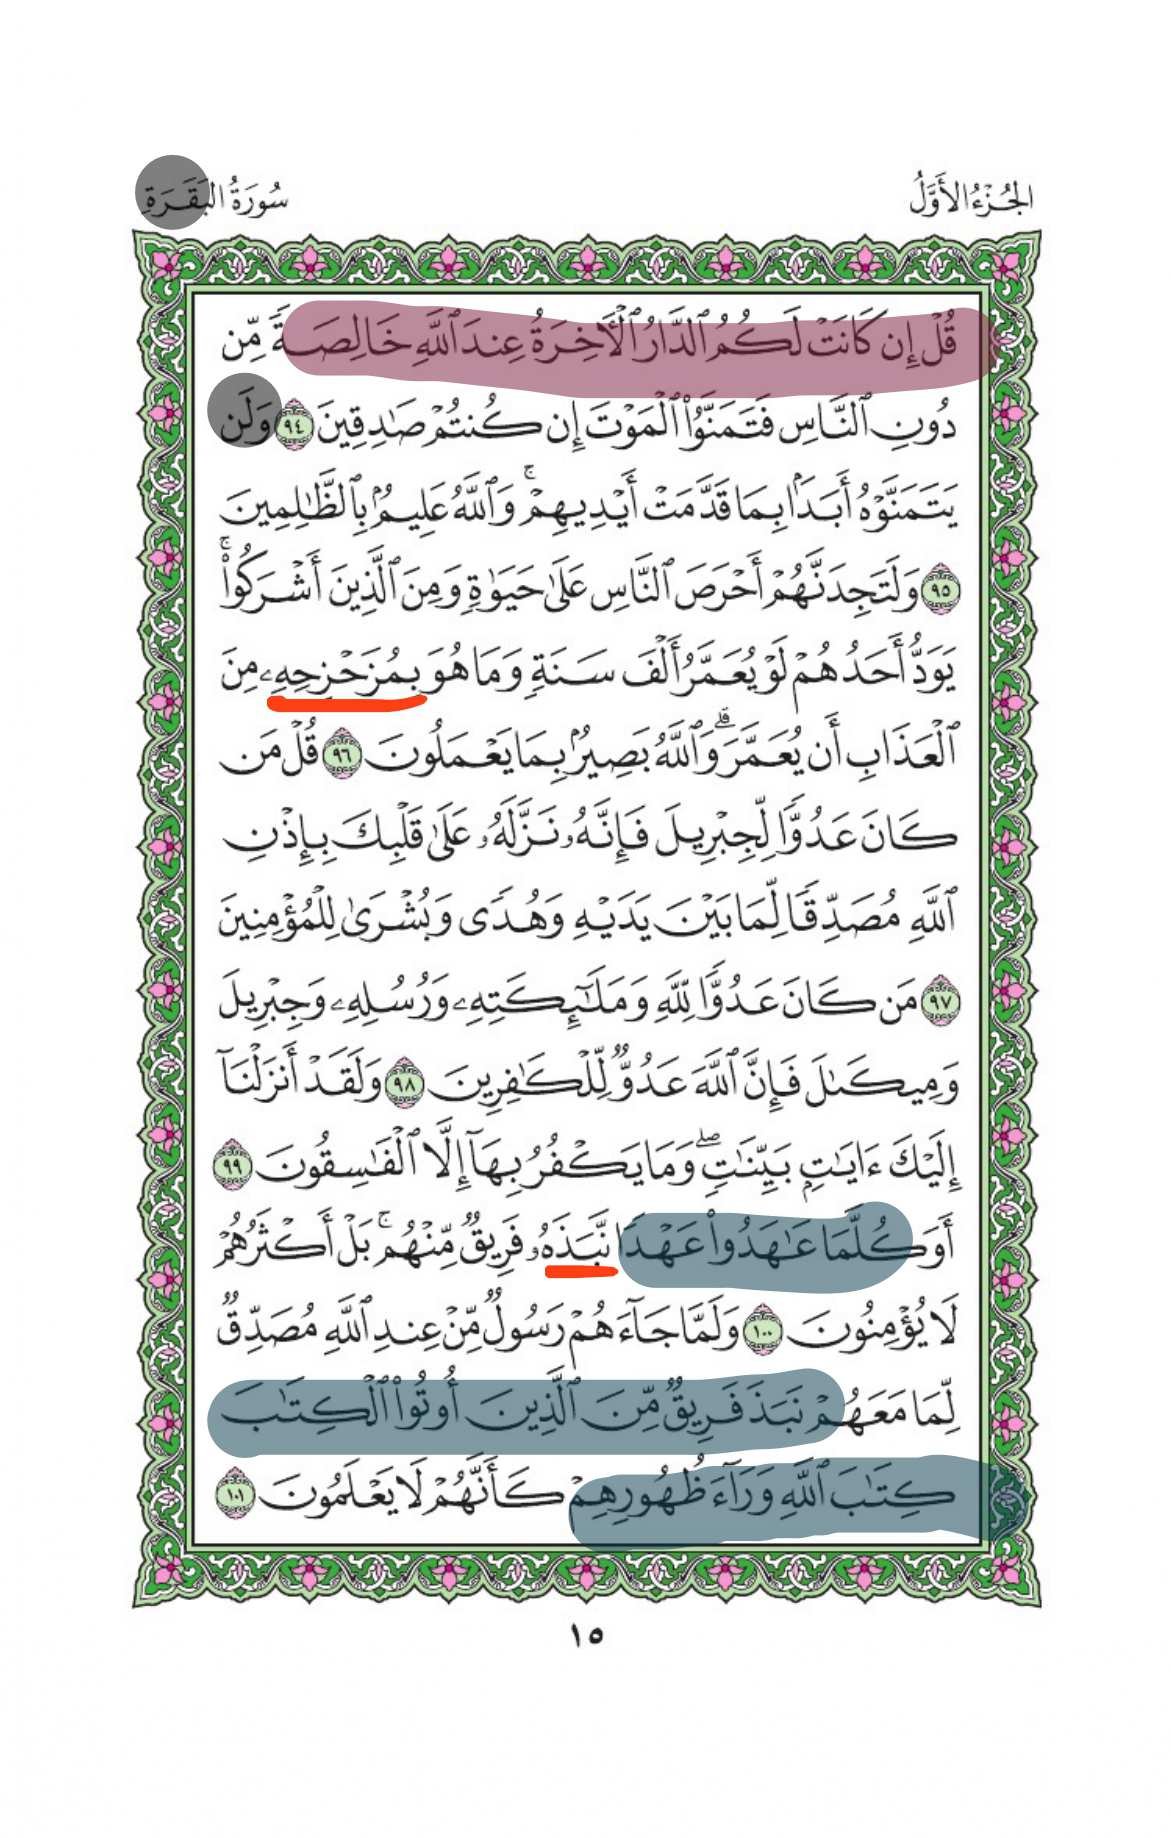 الجُزْءُ الأَوَّلُ
سُورَةُ البَقَرَةِ
قُلْ إِن كَانَتْ لَكُمُ ٱلدَّارُ ٱلْأَخِرَةُ عِندَ ٱللَّهِ خَالِصَةً مِّن
دُونِ ٱلنَّاسِ فَتَمَنَّوُا۟ ٱلْمَوْتَ إِن كُنتُمْ صَٰدِقِينَ ٩٤ وَلَن
يَتَمَنَّوْهُ أَبَدًۢا بِمَا قَدَّمَتْ أَيْدِيهِمْ ۚ وَٱللَّهُ عَلِيمٌۢ بِٱلظَّٰلِمِينَ
٩٥ وَلَتَجِدَنَّهُمْ أَحْرَصَ ٱلنَّاسِ عَلَىٰ حَيَوٰةٍ وَمِنَ ٱلَّذِينَ أَشْرَكُوا۟ ۚ
يَوَدُّ أَحَدُهُمْ لَوْ يُعَمَّرُ أَلْفَ سَنَةٍ وَمَا هُوَ بِمُزَحْزِحِهِۦ مِنَ
ٱلْعَذَابِ أَن يُعَمَّرَ ۗ وَٱللَّهُ بَصِيرٌۢ بِمَا يَعْمَلُونَ ٩٦ قُلْ مَن
كَانَ عَدُوًّا لِّجِبْرِيلَ فَإِنَّهُۥ نَزَّلَهُۥ عَلَىٰ قَلْبِكَ بِإِذْنِ
ٱللَّهِ مُصَدِّقًا لِّمَا بَيْنَ يَدَيْهِ وَهُدًى وَبُشْرَىٰ لِلْمُؤْمِنِينَ
٩٧ مَن كَانَ عَدُوًّا لِّلَّهِ وَمَلَٰٓئِكَتِهِۦ وَرُسُلِهِۦ وَجِبْرِيلَ
وَمِيكَىٰلَ فَإِنَّ ٱللَّهَ عَدُوٌّ لِّلْكَٰفِرِينَ ٩٨ وَلَقَدْ أَنزَلْنَآ
إِلَيْكَ ءَايَٰتٍۭ بَيِّنَٰتٍ ۖ وَمَا يَكْفُرُ بِهَآ إِلَّا ٱلْفَٰسِقُونَ ٩٩
أَوَكُلَّمَا عَٰهَدُوا۟ عَهْدًا نَّبَذَهُۥ فَرِيقٌ مِّنْهُم ۚ بَلْ أَكْثَرُهُمْ
لَا يُؤْمِنُونَ ١٠٠ وَلَمَّا جَآءَهُمْ رَسُولٌ مِّنْ عِندِ ٱللَّهِ مُصَدِّقٌ
لِّمَا مَعَهُمْ نَبَذَ فَرِيقٌ مِّنَ ٱلَّذِينَ أُوتُوا۟ ٱلْكِتَٰبَ
كِتَٰبَ ٱللَّهِ وَرَآءَ ظُهُورِهِمْ كَأَنَّهُمْ لَا يَعْلَمُونَ ١٠١
١٥